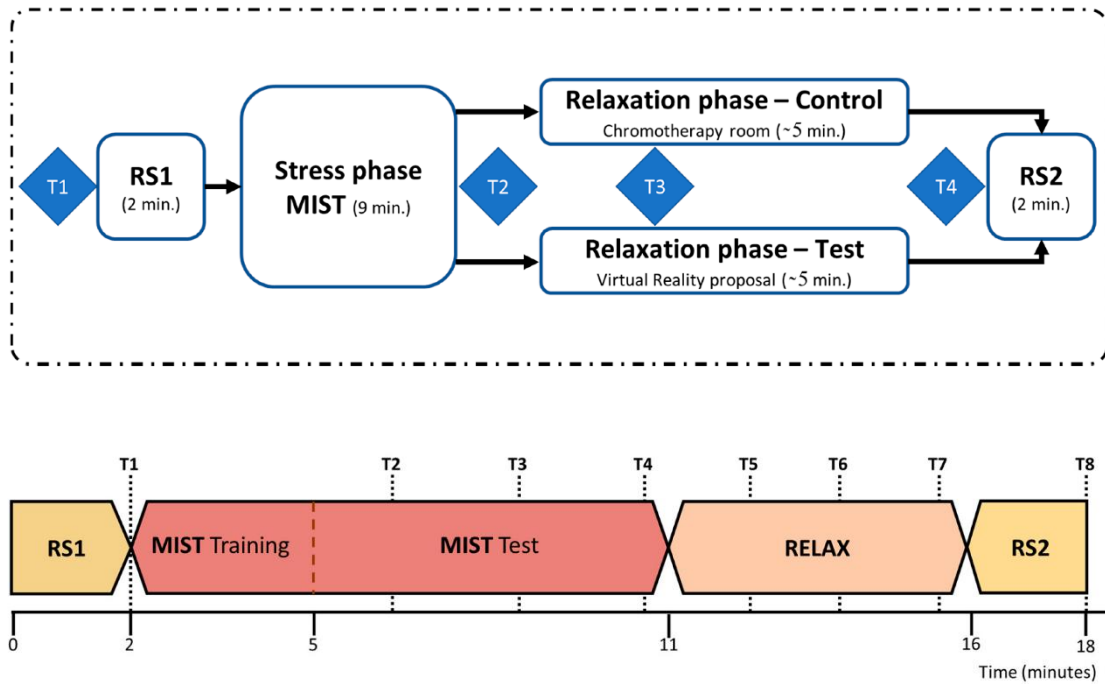 Relaxation phase – Control
Chromotherapy room (~5 min.)
T1
RS1
(2 min.)
Stress phase
MIST (9 min.)
T2
T3
T4
RS2
(2 min.)
Relaxation phase – Test
Virtual Reality proposal (~5 min.)
T1
T2
T3
T4
T5
T6
T7
T8
RS1
MIST Training
MIST Test
RELAX
RS2
0
2
5
11
16
18
Time (minutes)